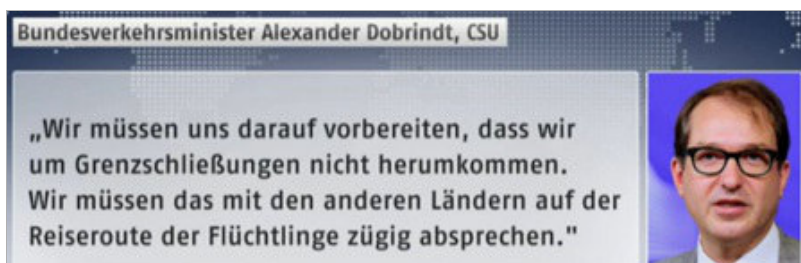 Bundesverkehrsminister Alexander Dobrindt, CSU
„Wir müssen uns darauf vorbereiten, dass wir
um Grenzschließungen nicht herumkommen.
Wir müssen das mit den anderen Ländern auf der
Reiseroute der Flüchtlinge zügig absprechen."